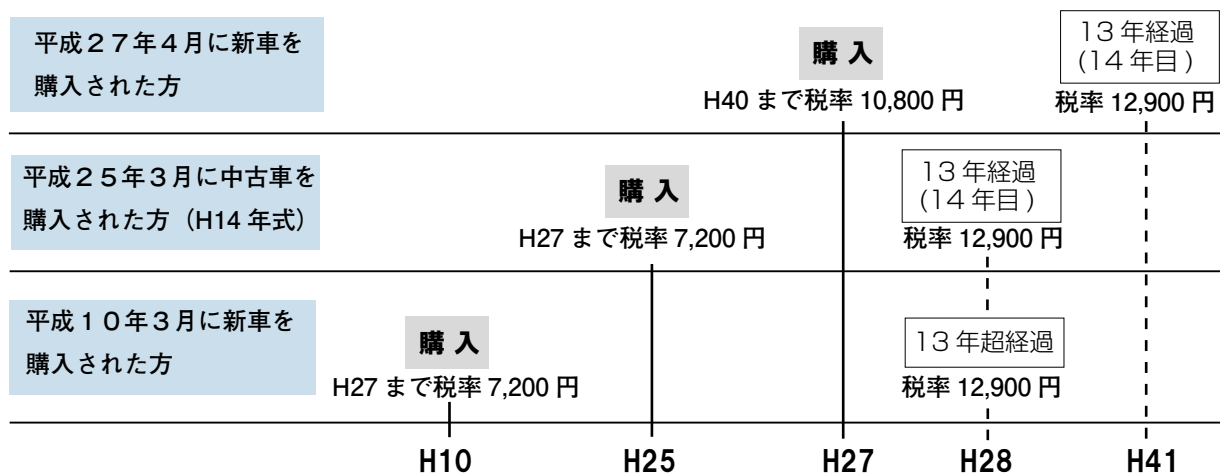 平成２７年４月に新車を
購入された方
購 入
H40 まで税率 10,800 円
13 年経過
(14 年目 )
税率 12,900 円
平成２５年３月に中古車を
購入された方（H14 年式）
購 入
H27 まで税率 7,200 円
13 年経過
(14 年目 )
税率 12,900 円
平成１０年３月に新車を
購入された方
購 入
H27 まで税率 7,200 円
13 年超経過
税率 12,900 円
H10 H25 H27 H28 H41